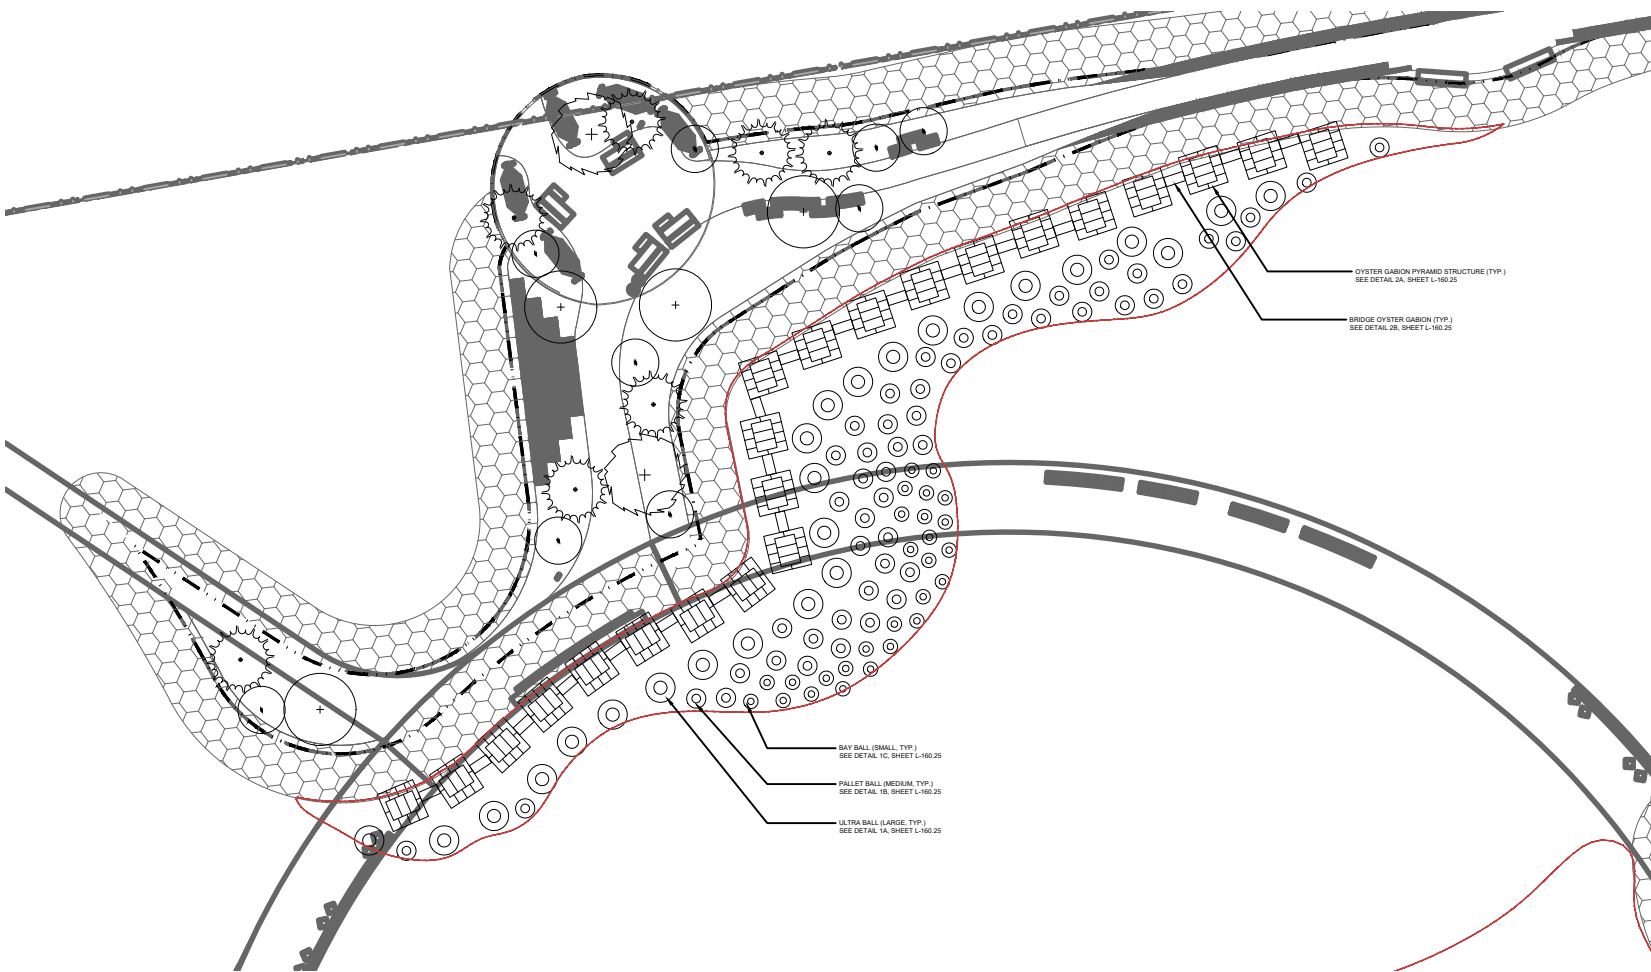 OYSTER GABION PYRAMID STRUCTURE (TYP.)
SEE DETAIL 2A, SHEET L-160.25
BRIDGE OYSTER GABION (TYP.)
SEE DETAIL 2B, SHEET L-160.25
BAY BALL (SMALL, TYP.)
SEE DETAIL 1C, SHEET L-160.25
PALLET BALL (MEDIUM, TYP.)
SEE DETAIL 1B, SHEET L-160.25
ULTRA BALL (LARGE, TYP.)
SEE DETAIL 1A, SHEET L-160.25